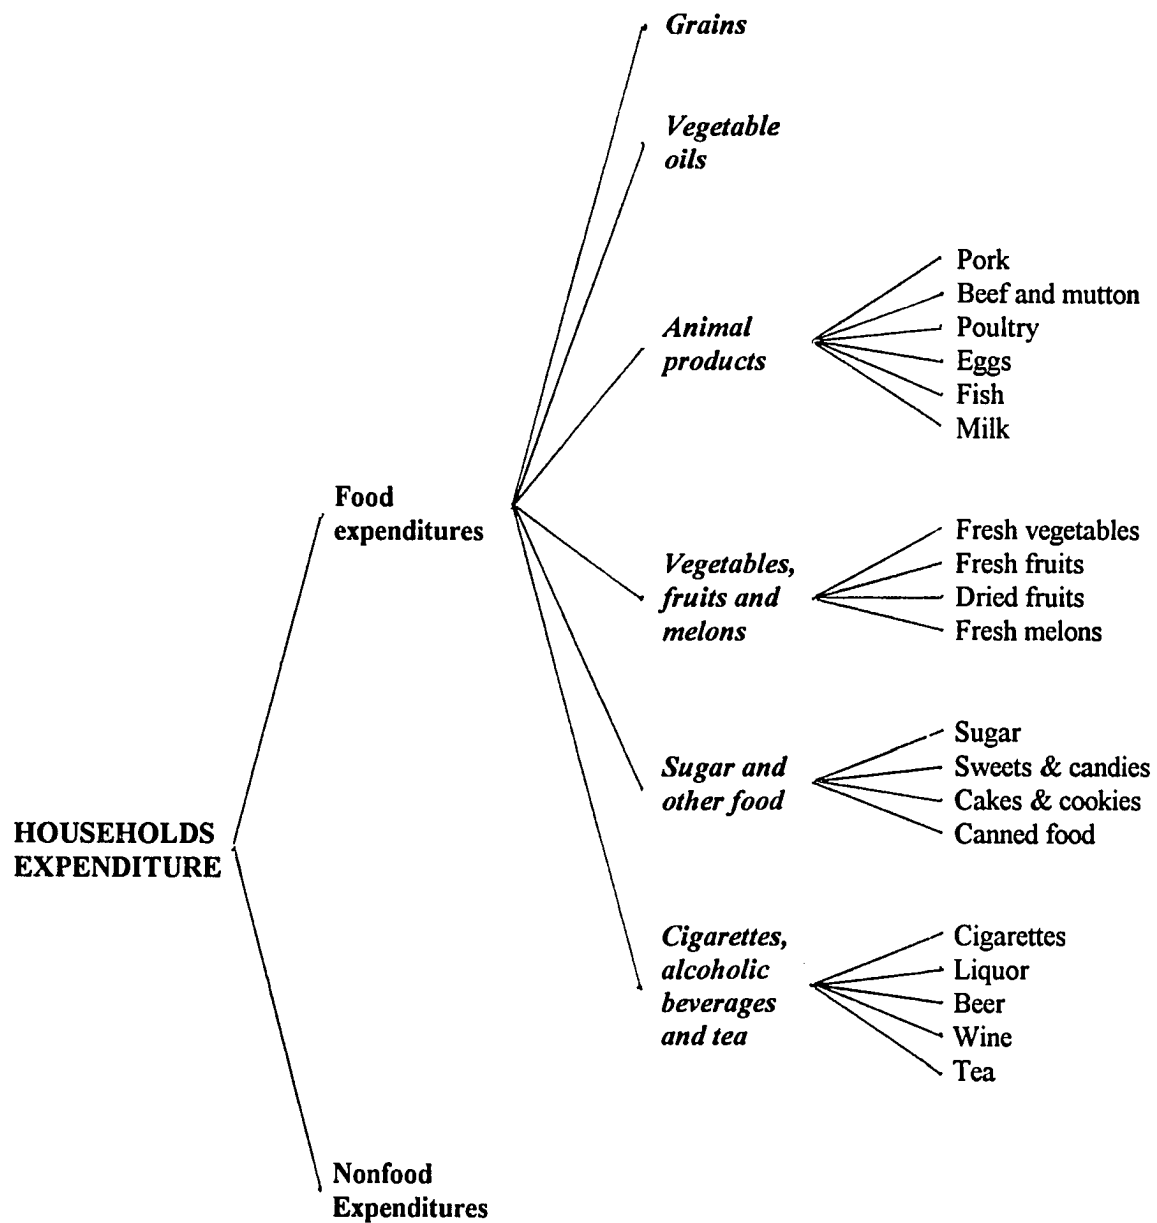 Grains
Vegetable
oils
Animal
products
Pork
Beef and mutton
Poultry
Eggs
Fish
Milk
Food
expenditures
Vegetables,
fruits and
melons
Fresh vegetables
Fresh fruits
Dried fruits
Fresh melons
Sugar and
other food
Sugar
Sweets & candies
Cakes & cookies
Canned food
HOUSEHOLDS
EXPENDITURE
Cigarettes,
alcoholic
beverages
and tea
Cigarettes
Liquor
Beer
Wine
Tea
Nonfood
Expenditures